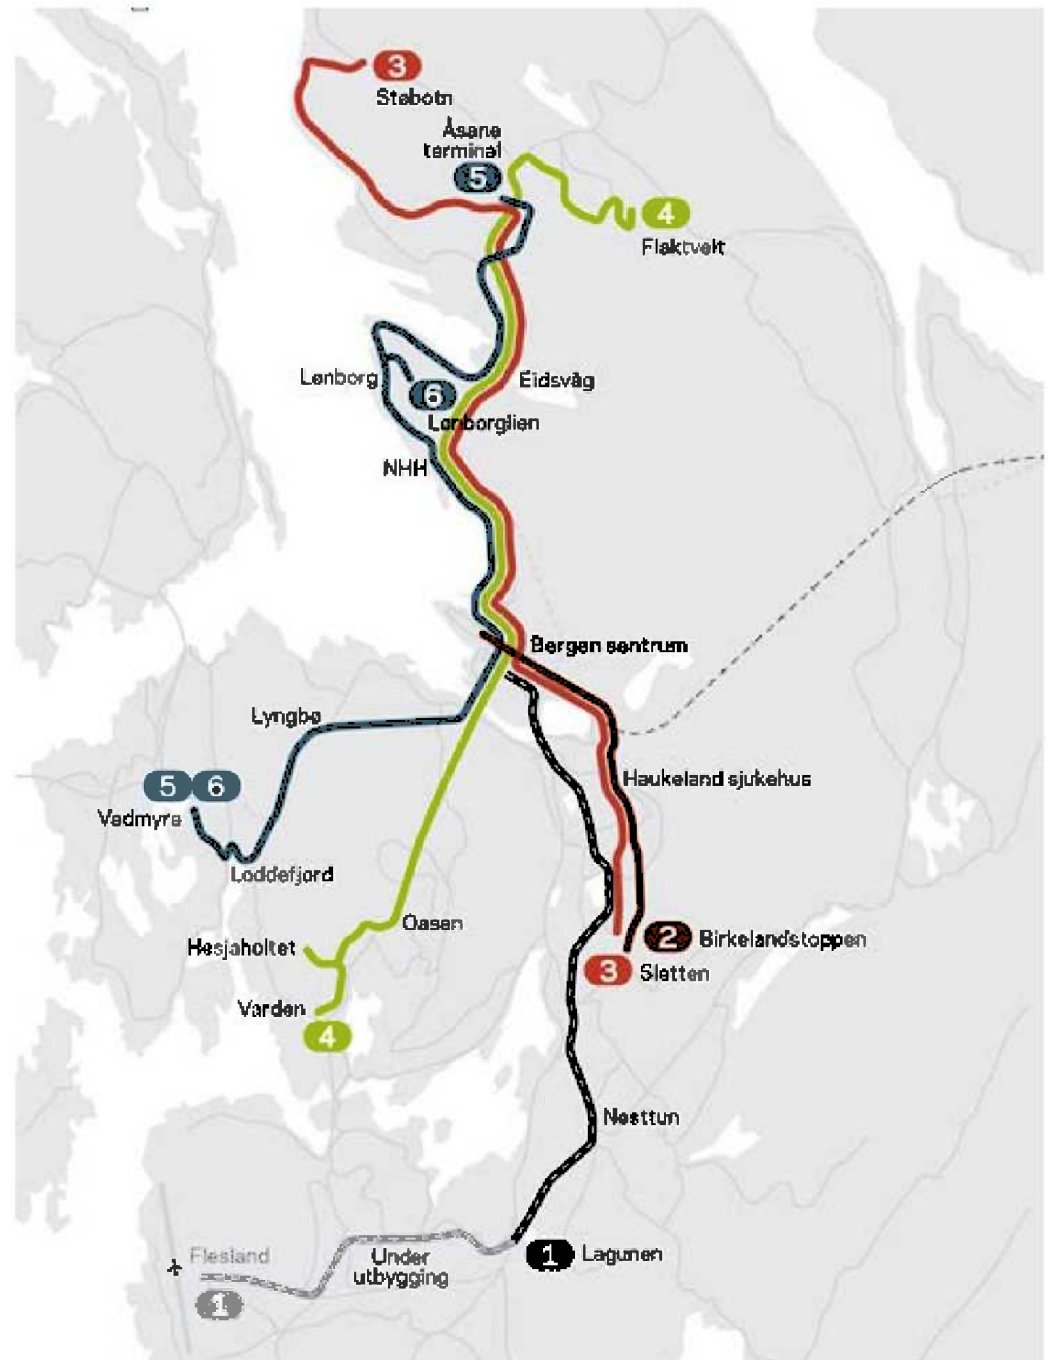 3
Støbotn
Åsane
terminal
5
4
Flaktveit
Lønborg
6
Eidsvåg
Lønborglien
NHH
Bergen sentrum
Lyngbø
5 6
Haukeland sjukehus
Vadmyra
Loddefjord
Oasen
2 Birkelandstoppen
Hesjaholtet
3 Sletten
Varden
4
Nesttun
Flesland
Under
utbygging
1 Lagunen
1